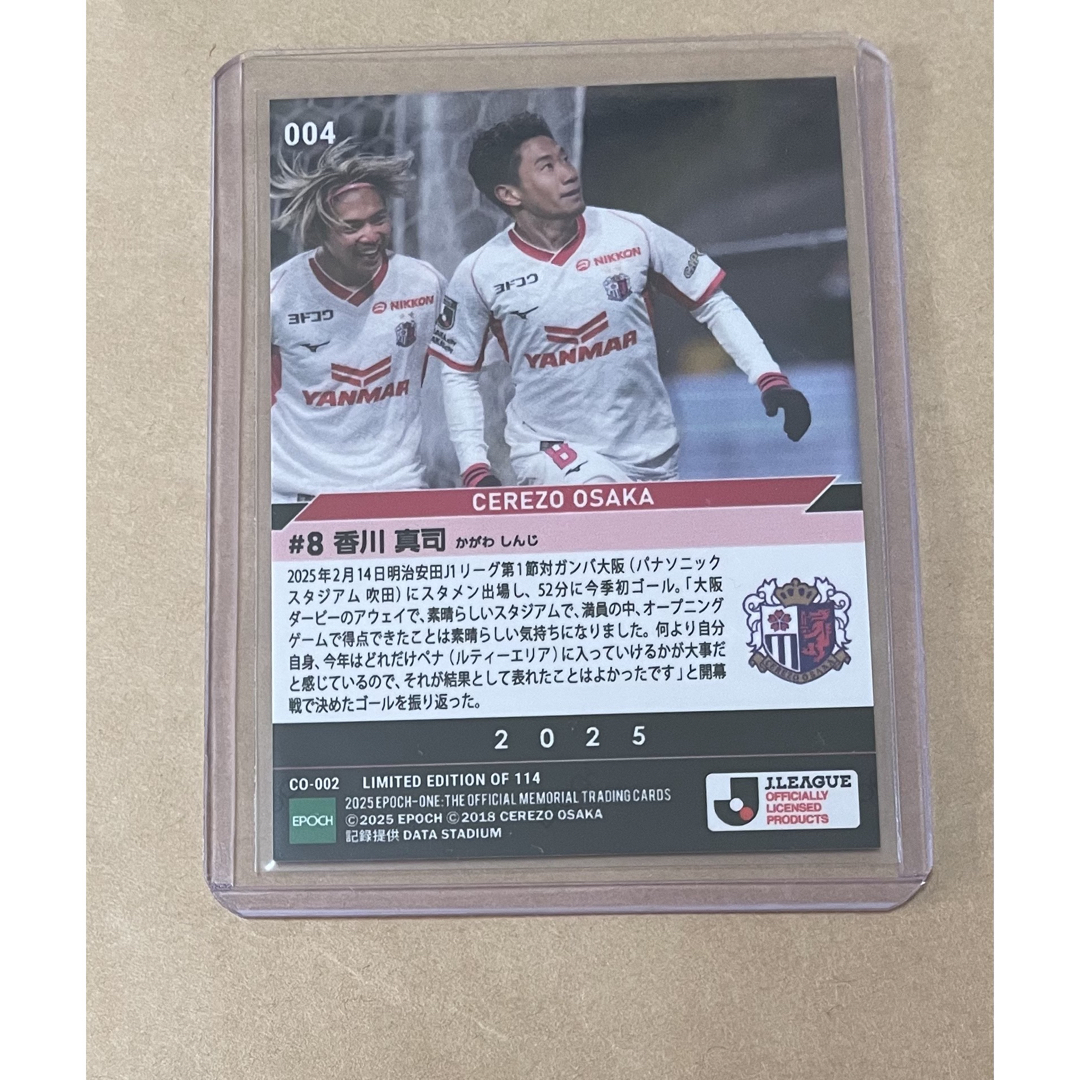 004
ヨドコウ
NIKKON
YANMAR
ヨドコウ
NIKKON
YANMAR
8
CEREZO OSAKA
#8 香川 真司 かがわ しんじ
2025年2月14日明治安田J1リーグ第1節対ガンバ大阪（パナソニック
スタジアム 吹田）にスタメン出場し、52分に今季初ゴール。「大阪
ダービーのアウェイで、素晴らしいスタジアムで、満員の中、オープニング
ゲームで得点できたことは素晴らしい気持ちになりました。何より自分
自身、今年はどれだけペナ（ルティーエリア）に入っていけるかが大事だ
と感じているので、それが結果として表れたことはよかったです」と開幕
戦で決めたゴールを振り返った。
CEREZO OSAKA
2025
CO-002 LIMITED EDITION OF 114
EPOCH
2025 EPOCH-ONE:THE OFFICIAL MEMORIAL TRADING CARDS
©2025 EPOCH ©2018 CEREZO OSAKA
記録提供 DATA STADIUM
J.LEAGUE
OFFICIALLY
LICENSED
PRODUCTS